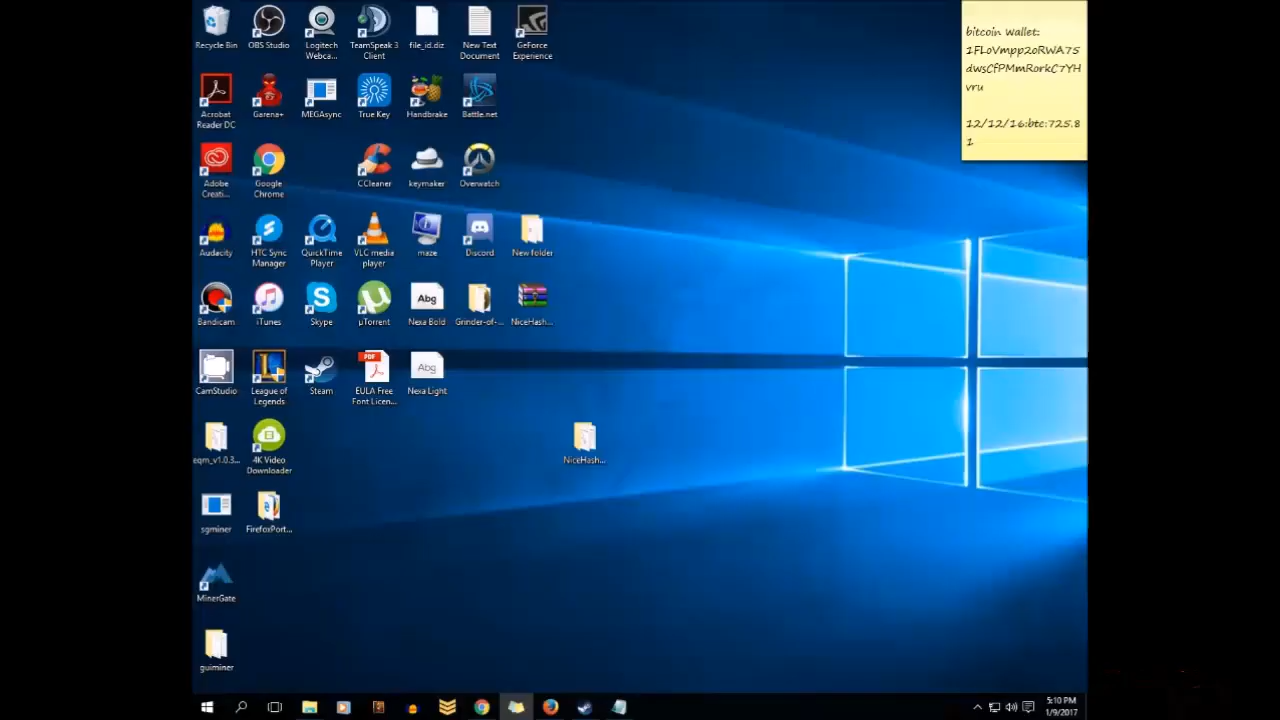 Recycle Bin
OBS Studio
Logitech
Webca...
TeamSpeak 3
Client
file_id.diz
New Text
Document
GeForce
Experience
Acrobat
Reader DC
Garena+
MEGAsync
True Key
Handbrake
Battle.net
Adobe
Creati...
Google
Chrome
CCleaner
keymaker
Overwatch
Audacity
HTC Sync
Manager
QuickTime
Player
VLC media
player
maze
Discord
New folder
Bandicam
iTunes
Skype
µTorrent
Abg
Nexa Bold
Grinder-of-...
NiceHash...
CamStudio
League of
Legends
Steam
PDF
EULA Free
Font Licen...
Abg
Nexa Light
eqm_v1.0.3...
4K Video
Downloader
NiceHash...
sgminer
FirefoxPort...
MinerGate
guiminer
bitcoin Wallet:
1FLoVmpp2oRWA75
dwsCfPMmRorkC7YH
vru
12/12/16:btc:725.8
1
5:10 PM
1/9/2017